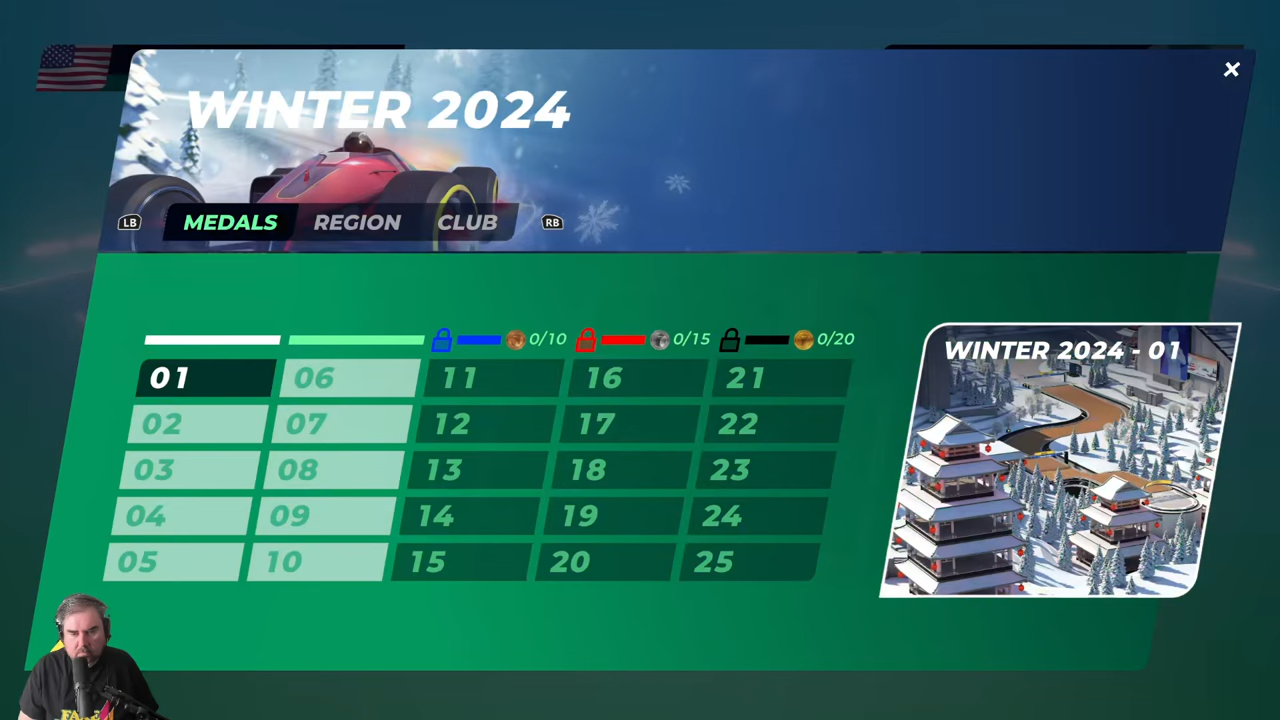 WINTER 2024
LB MEDALS REGION CLUB RB
0/10 0/15 0/20
01 06 11 16 21
02 07 12 17 22
03 08 13 18 23
04 09 14 19 24
05 10 15 20 25
WINTER 2024 - 01